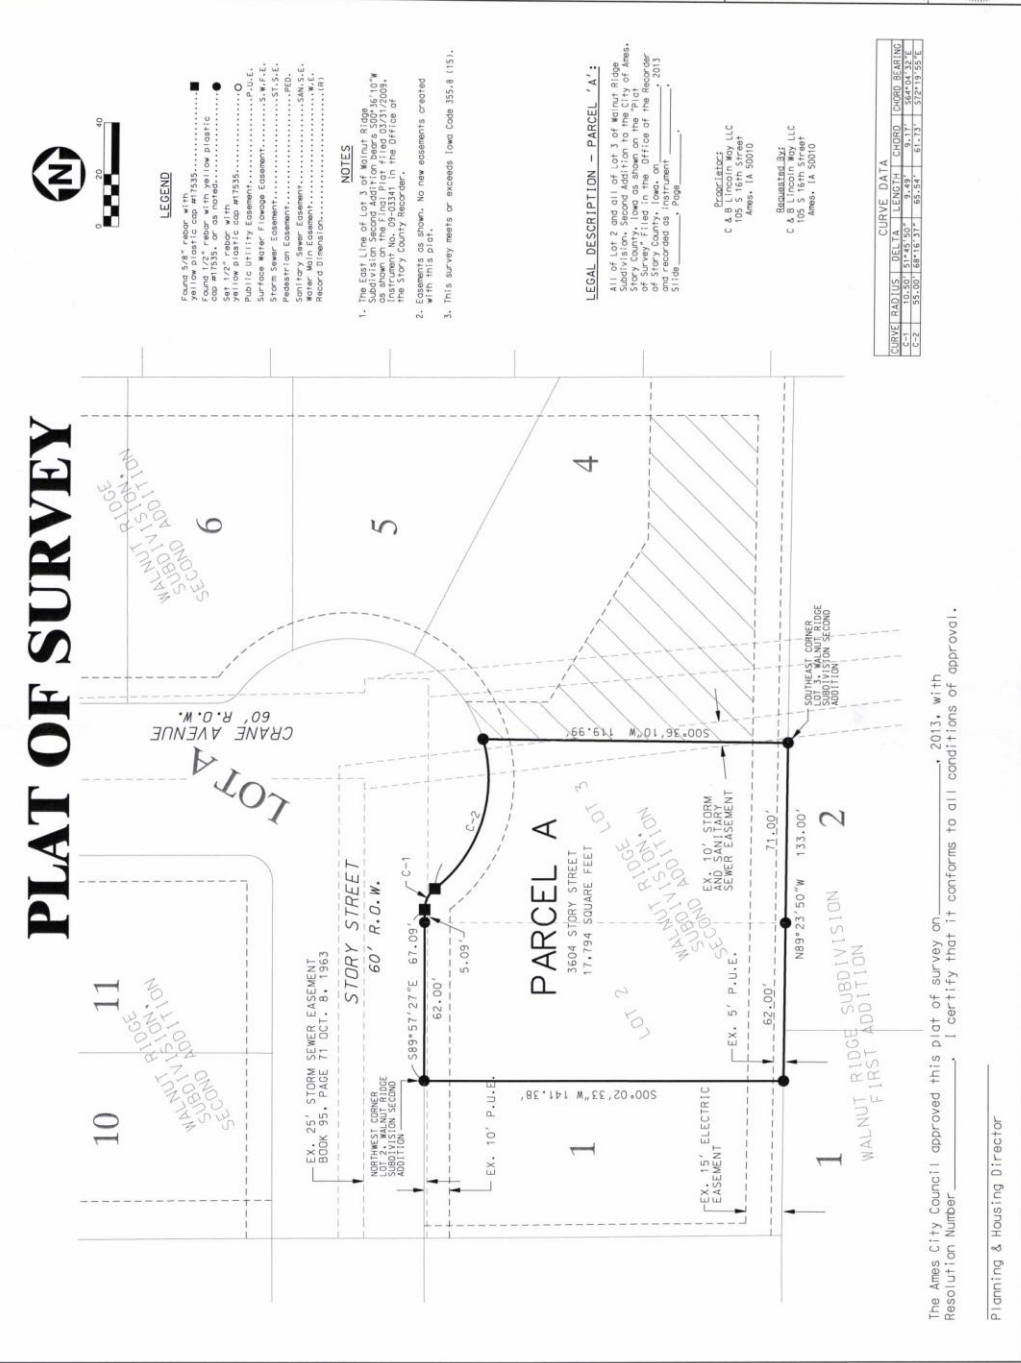 PLAT OF SURVEY
N
0 20 40
LEGEND
Found 5/8" rebar with
yellow plastic cap #17535
Found 1/2" rebar with yellow plastic
cap #17535, or as noted
Set 1/2" rebar with
yellow plastic cap #17535
Public Utility Easement P.U.E.
Surface Water Flowage Easement S.W.F.E.
Storm Sewer Easement ST.S.E.
Pedestrian Easement PED.
Sanitary Sewer Easement SAN.S.E.
Water Main Easement W.E.
Record Dimension (R)
NOTES
1. The East Line of Lot 3 of Walnut Ridge
Subdivision Second Addition bears S00°36'10"W
as shown on the Final Plat filed 03/31/2009,
Instrument No. 09-03341 in the Office of
the Story County Recorder.
2. Easements as shown. No new easements created
with this plat.
3. This survey meets or exceeds Iowa Code 355.8 (15).
LEGAL DESCRIPTION - PARCEL 'A':
All of Lot 2 and all of Lot 3 of Walnut Ridge
Subdivision, Second Addition to the City of Ames,
Story County, Iowa as shown on the "Plat
of Survey" filed in the Office of the Recorder
of Story County, Iowa, on , 2013
and recorded as Instrument
Slide , Page .
Proprietor:
C & B Lincoln Way LLC
105 S 16th Street
Ames, IA 50010
Requested By:
C & B Lincoln Way LLC
105 S 16th Street
Ames, IA 50010
CURVE DATA
CURVE RADIUS DELTA LENGTH CHORD CHORD BEARING
C-1 10.50' 51°45'50" 9.49' 9.17' S64°04'32"E
C-2 55.00' 68°16'37" 65.54' 61.73' S72°19'55"E
10
11
WALNUT RIDGE
SUBDIVISION,
SECOND ADDITION
LOT A
CRANE AVENUE
60' R.O.W.
WALNUT RIDGE
SUBDIVISION,
SECOND ADDITION
6
5
4
EX. 25' STORM SEWER EASEMENT
BOOK 95, PAGE 71 OCT. 8, 1963
STORY STREET
60' R.O.W.
NORTHWEST CORNER
LOT 2, WALNUT RIDGE
SUBDIVISION SECOND
ADDITION
S89°57'27"E 67.09'
62.00'
5.09'
C-1
C-2
EX. 10' P.U.E.
PARCEL A
3604 STORY STREET
17,794 SQUARE FEET
LOT 2
LOT 3
WALNUT RIDGE
SUBDIVISION,
SECOND ADDITION
1
S00°02'33"W 141.38'
S00°36'10"W 119.99'
EX. 15' ELECTRIC
EASEMENT
EX. 5' P.U.E.
EX. 10' STORM
AND SANITARY
SEWER EASEMENT
62.00'
71.00'
N89°23'50"W 133.00'
SOUTHEAST CORNER
LOT 3, WALNUT RIDGE
SUBDIVISION SECOND
ADDITION
1
2
WALNUT RIDGE SUBDIVISION
FIRST ADDITION
The Ames City Council approved this plat of survey on , 2013, with
Resolution Number . I certify that it conforms to all conditions of approval.
Planning & Housing Director